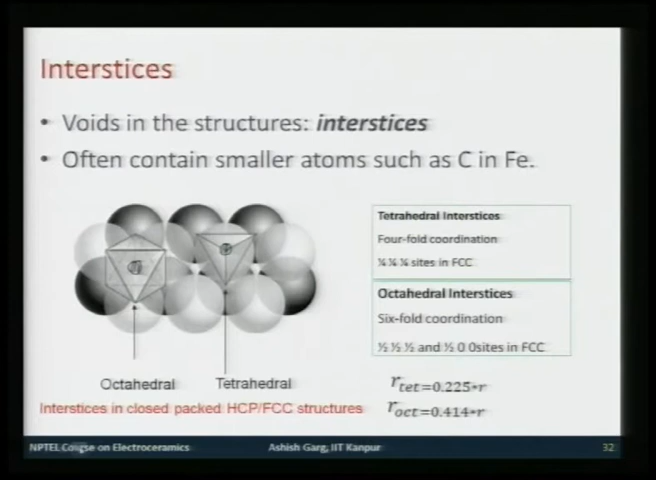 Interstices
• Voids in the structures: interstices
• Often contain smaller atoms such as C in Fe.
Tetrahedral Interstices
Four-fold coordination
¼ ¼ ¼ sites in FCC
Octahedral Interstices
Six-fold coordination
½ ½ ½ and ½ 0 0sites in FCC
Octahedral Tetrahedral
Interstices in closed packed HCP/FCC structures
r_tet=0.225*r
r_oct=0.414*r
NPTEL Course on Electroceramics Ashish Garg, IIT Kanpur 32